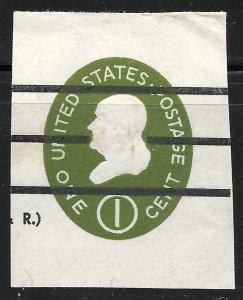 UNITED STATES POSTAGE
ONE 1 CENT
& R.)